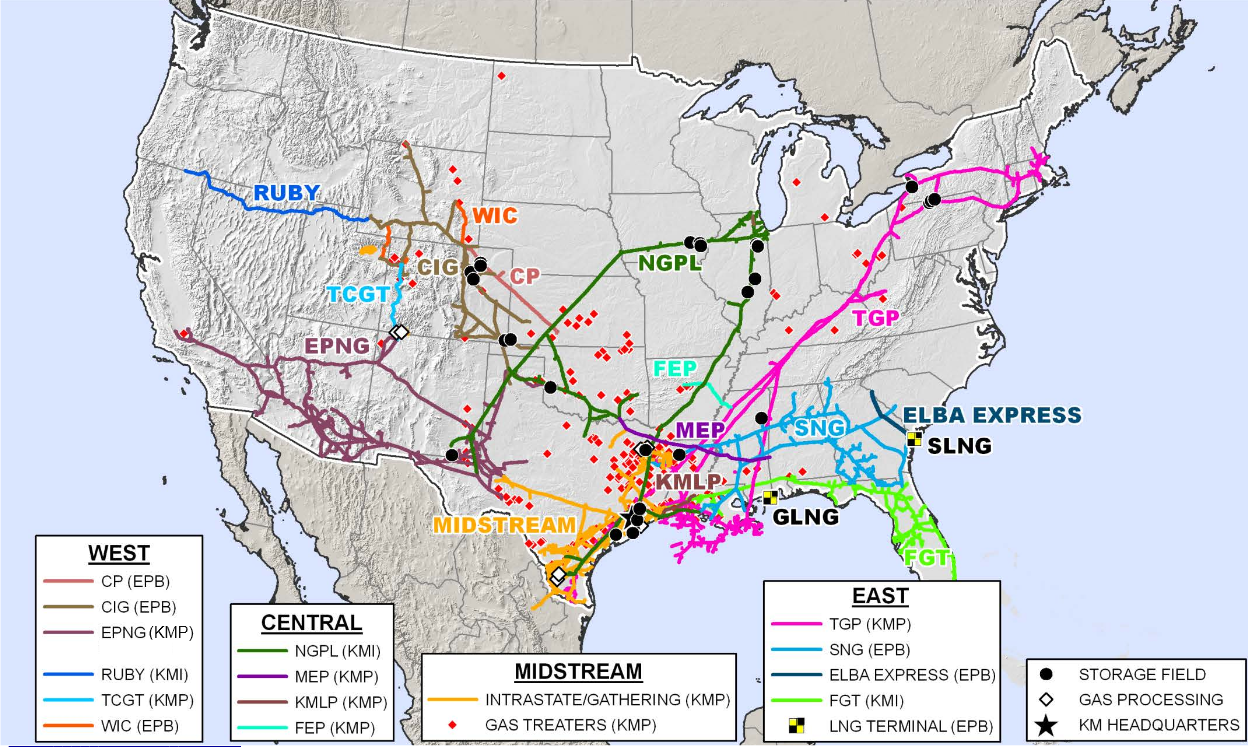 RUBY
WIC
CIG
CP
NGPL
TCGT
EPNG
TGP
FEP
ELBA EXPRESS
MEP
SNG
SLNG
KMLP
GLNG
MIDSTREAM
FGT
WEST
CP (EPB)
CIG (EPB)
EPNG (KMP)
RUBY (KMI)
TCGT (KMP)
WIC (EPB)
CENTRAL
NGPL (KMI)
MEP (KMP)
KMLP (KMP)
FEP (KMP)
MIDSTREAM
INTRASTATE/GATHERING (KMP)
GAS TREATERS (KMP)
EAST
TGP (KMP)
SNG (EPB)
ELBA EXPRESS (EPB)
FGT (KMI)
LNG TERMINAL (EPB)
STORAGE FIELD
GAS PROCESSING
KM HEADQUARTERS